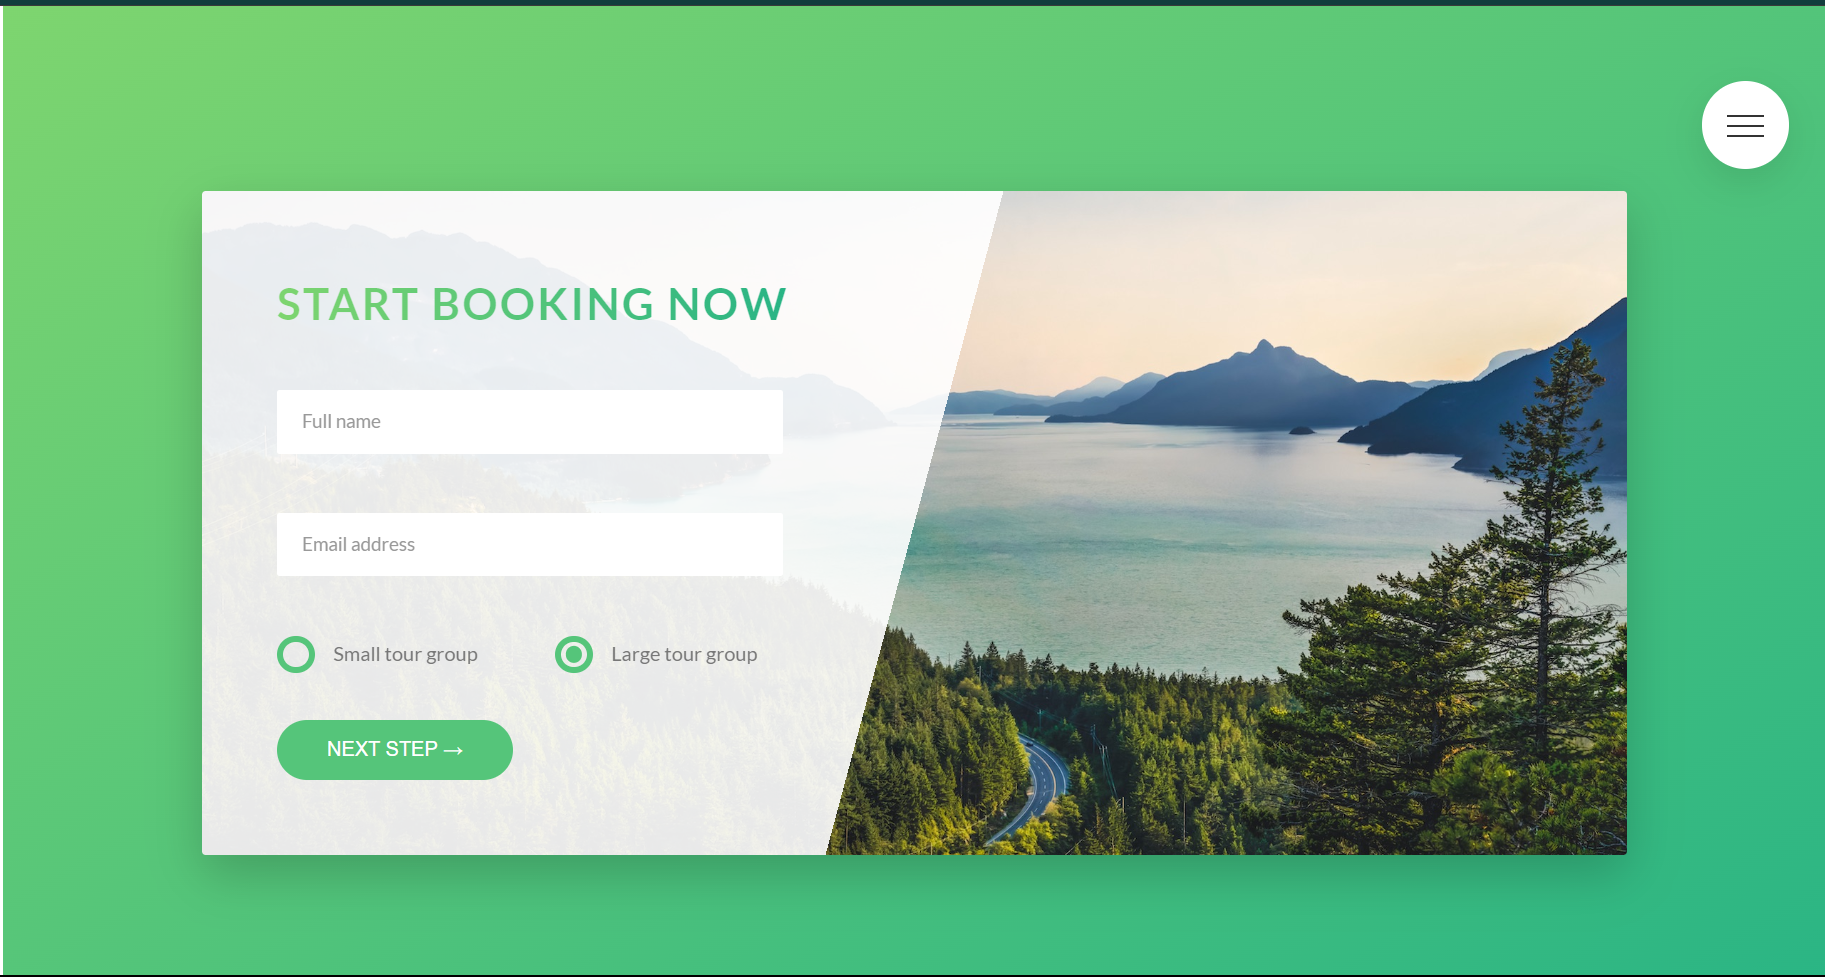 START BOOKING NOW
Full name
Email address
Small tour group
Large tour group
NEXT STEP →